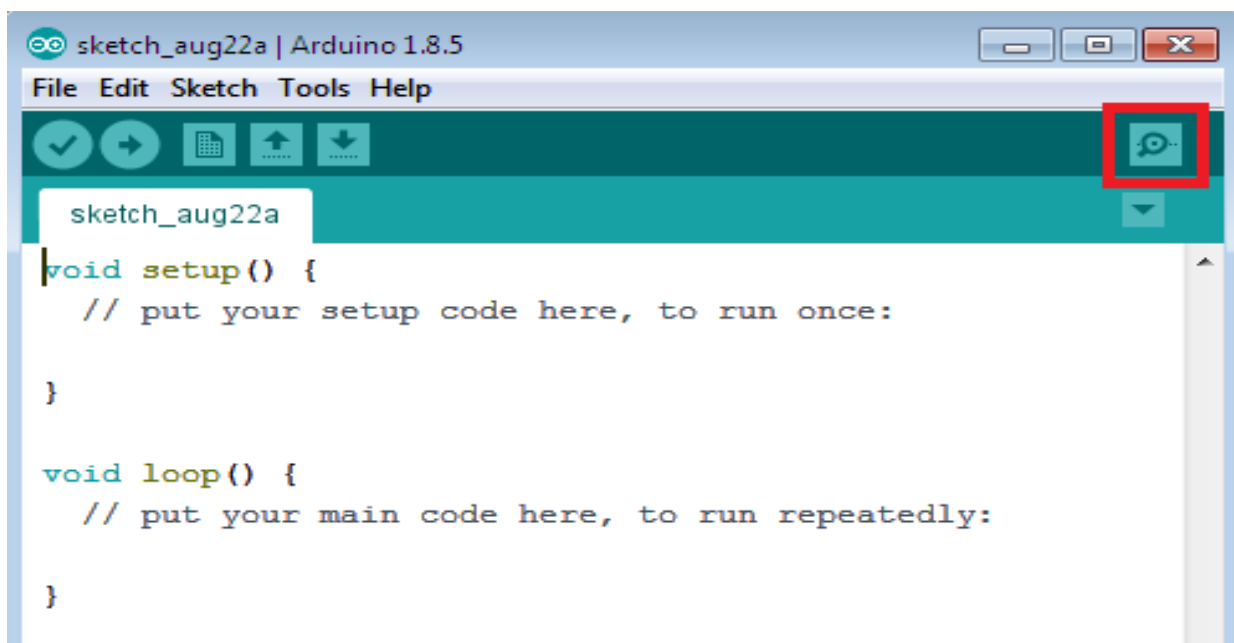 sketch_aug22a | Arduino 1.8.5
File Edit Sketch Tools Help
sketch_aug22a
void setup() {
  // put your setup code here, to run once:
}
void loop() {
  // put your main code here, to run repeatedly:
}